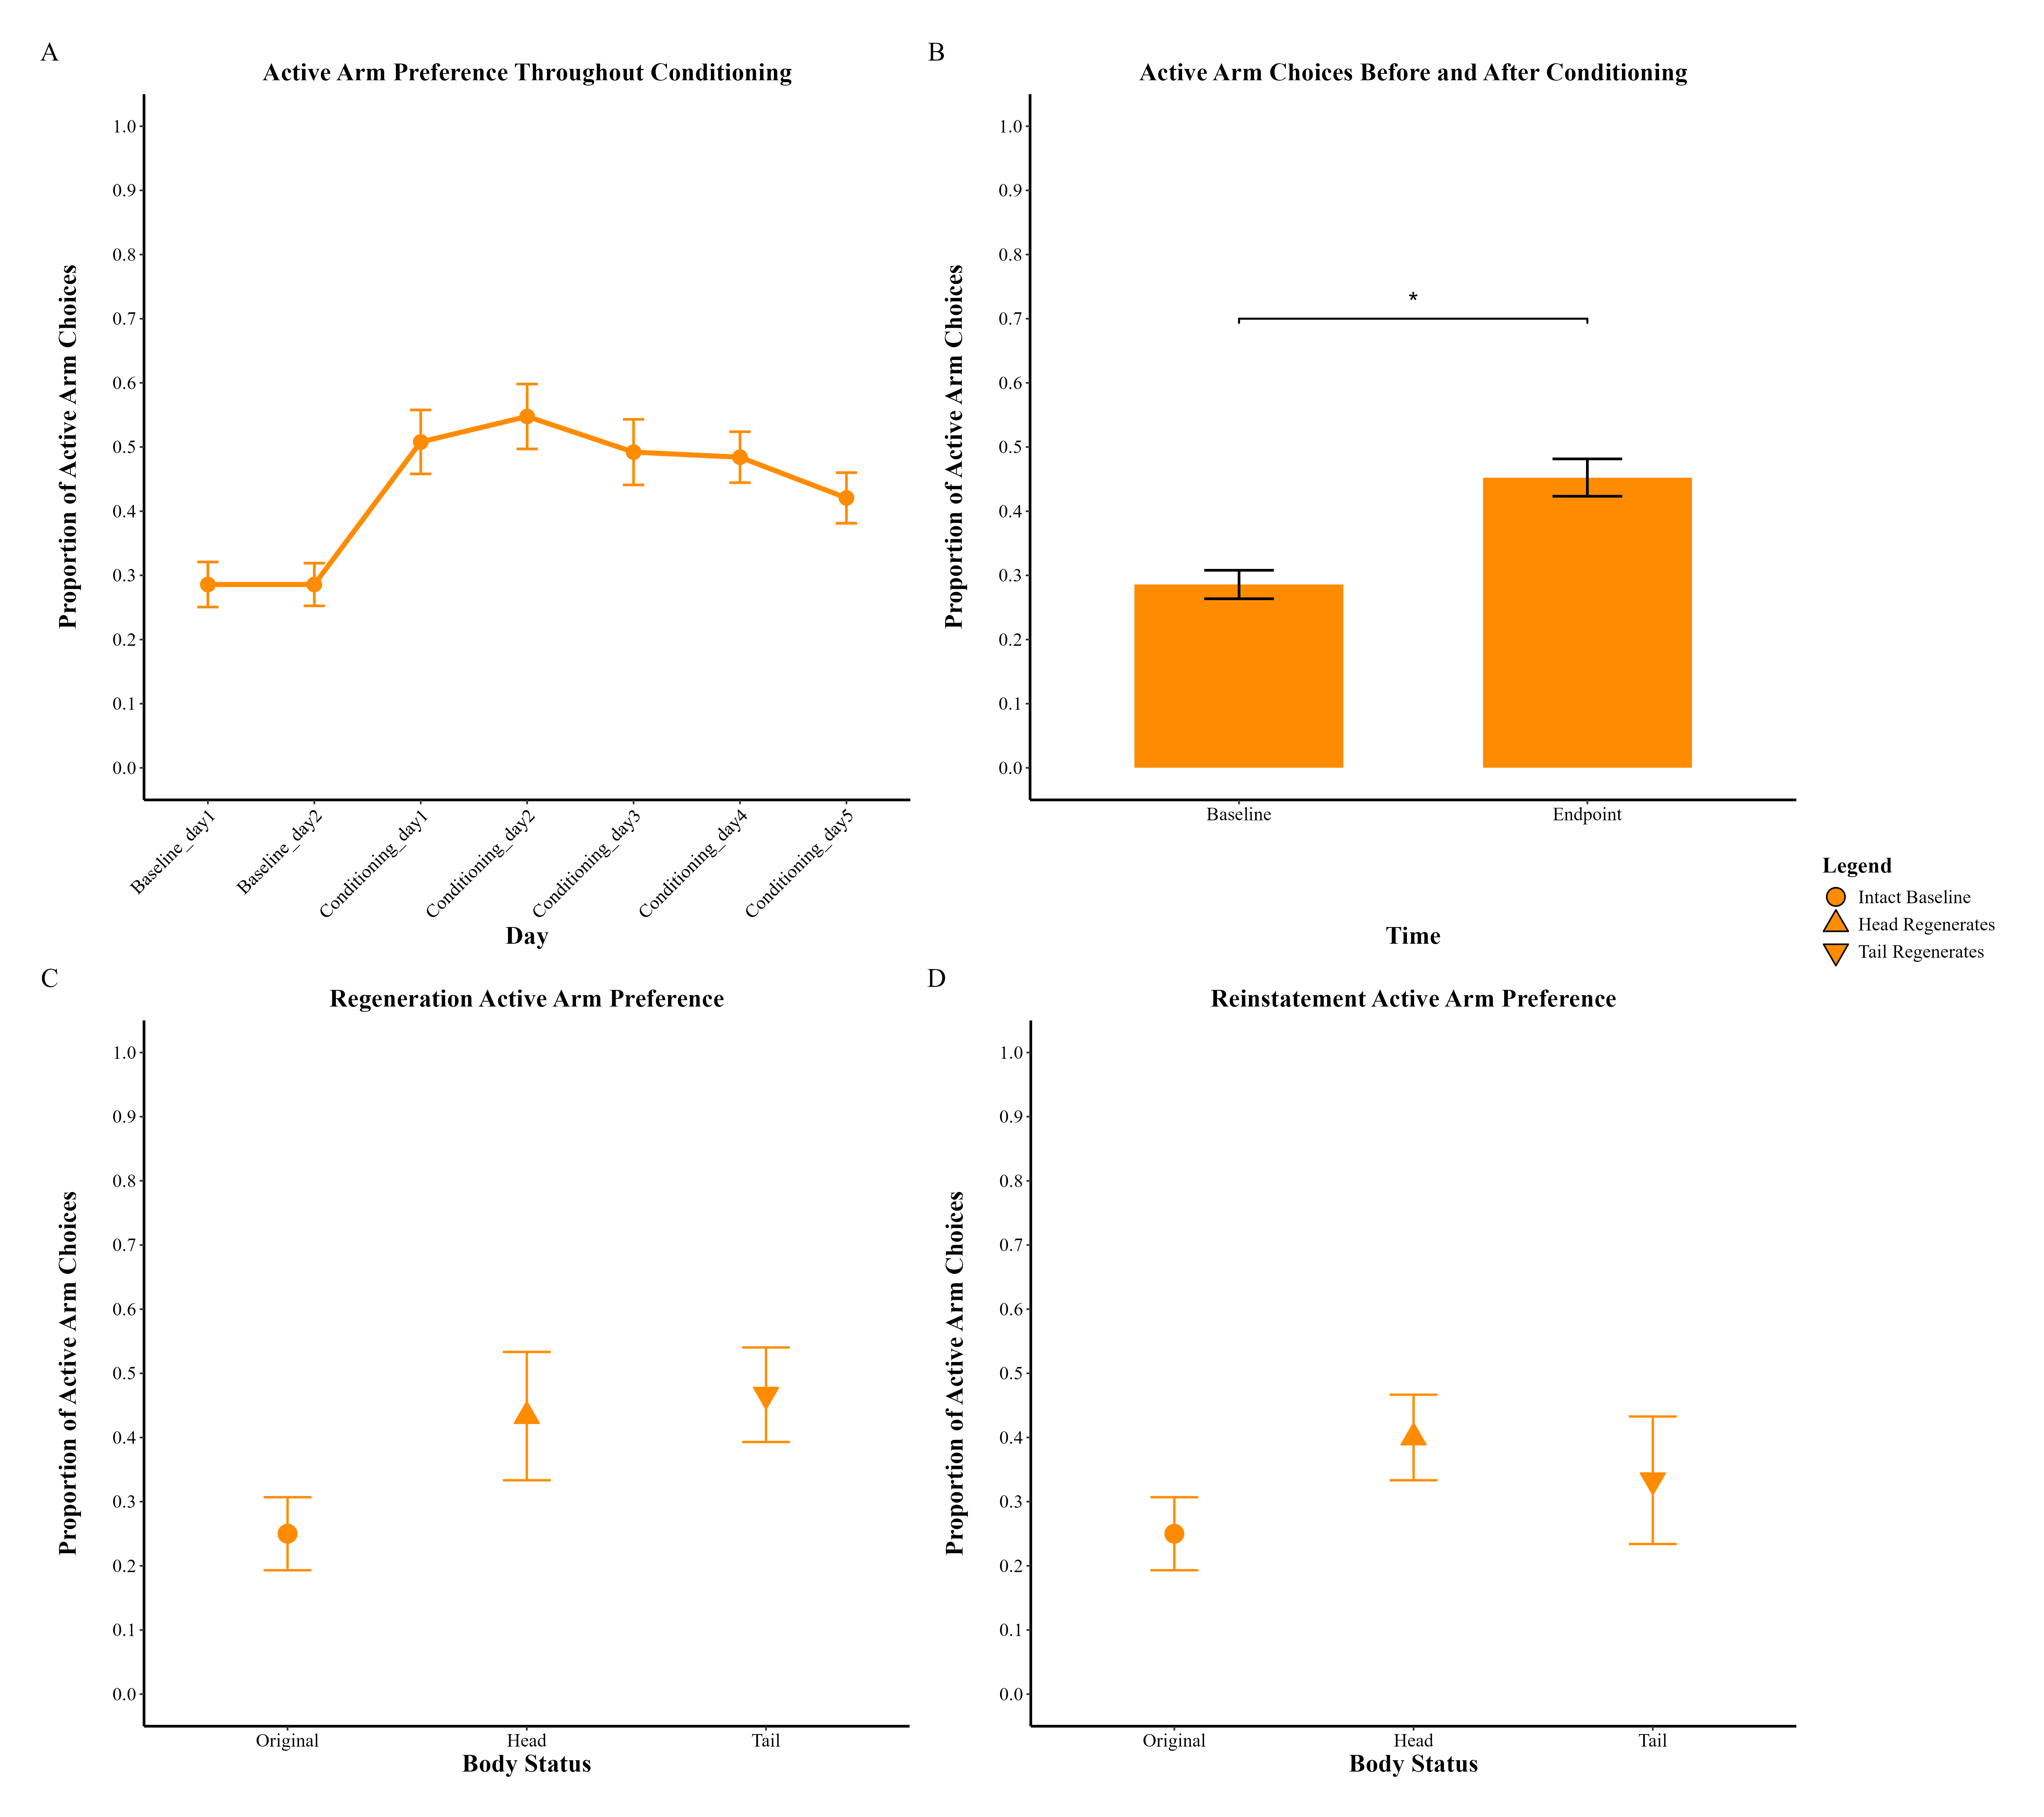 A
Active Arm Preference Throughout Conditioning
Proportion of Active Arm Choices
1.0
0.9
0.8
0.7
0.6
0.5
0.4
0.3
0.2
0.1
0.0
Baseline_day1
Baseline_day2
Conditioning_day1
Conditioning_day2
Conditioning_day3
Conditioning_day4
Conditioning_day5
Day
B
Active Arm Choices Before and After Conditioning
Proportion of Active Arm Choices
1.0
0.9
0.8
0.7
0.6
0.5
0.4
0.3
0.2
0.1
0.0
*
Baseline
Endpoint
Time
Legend
Intact Baseline
Head Regenerates
Tail Regenerates
C
Regeneration Active Arm Preference
Proportion of Active Arm Choices
1.0
0.9
0.8
0.7
0.6
0.5
0.4
0.3
0.2
0.1
0.0
Original
Head
Tail
Body Status
D
Reinstatement Active Arm Preference
Proportion of Active Arm Choices
1.0
0.9
0.8
0.7
0.6
0.5
0.4
0.3
0.2
0.1
0.0
Original
Head
Tail
Body Status